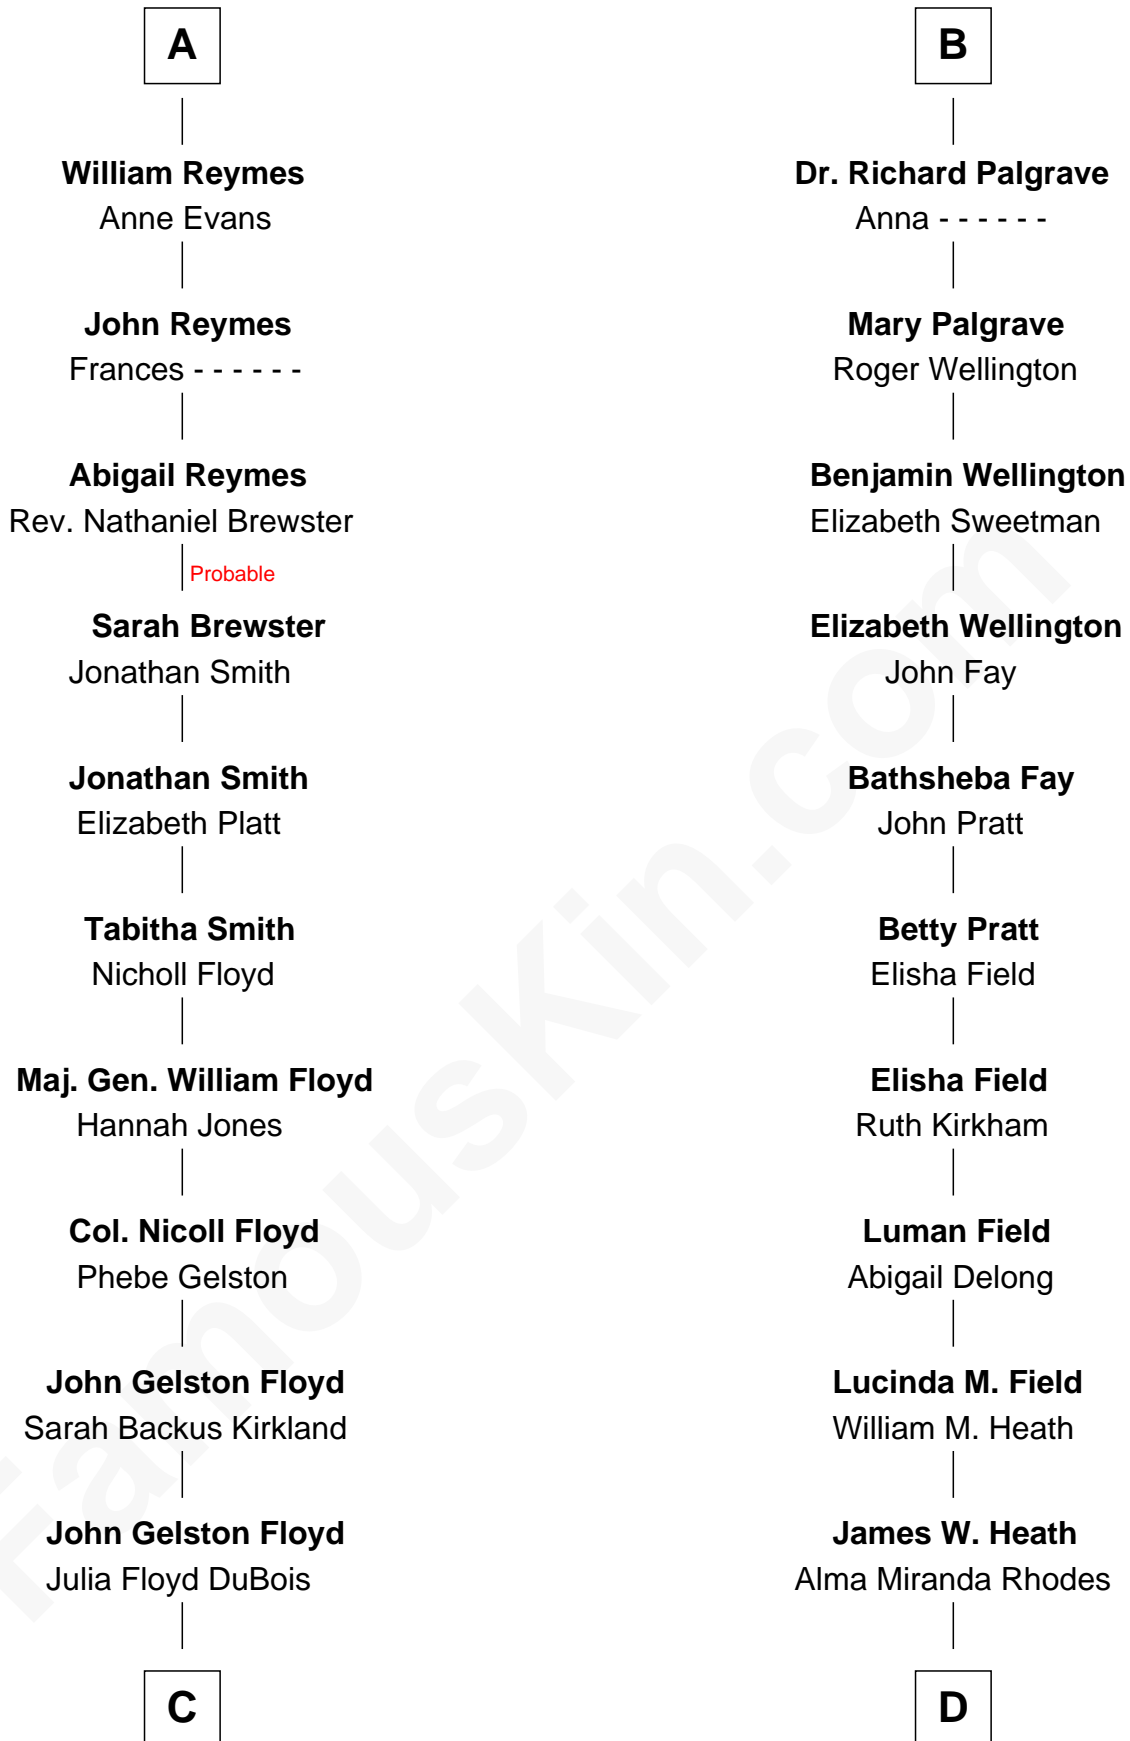 A
William Reymes
Anne Evans
John Reymes
Frances - - - - - -
Abigail Reymes
Rev. Nathaniel Brewster
Probable
Sarah Brewster
Jonathan Smith
Jonathan Smith
Elizabeth Platt
Tabitha Smith
Nicholl Floyd
Maj. Gen. William Floyd
Hannah Jones
Col. Nicoll Floyd
Phebe Gelston
John Gelston Floyd
Sarah Backus Kirkland
John Gelston Floyd
Julia Floyd DuBois
C
B
Dr. Richard Palgrave
Anna - - - - - -
Mary Palgrave
Roger Wellington
Benjamin Wellington
Elizabeth Sweetman
Elizabeth Wellington
John Fay
Bathsheba Fay
John Pratt
Betty Pratt
Elisha Field
Elisha Field
Ruth Kirkham
Luman Field
Abigail Delong
Lucinda M. Field
William M. Heath
James W. Heath
Alma Miranda Rhodes
D
FamousKin.com